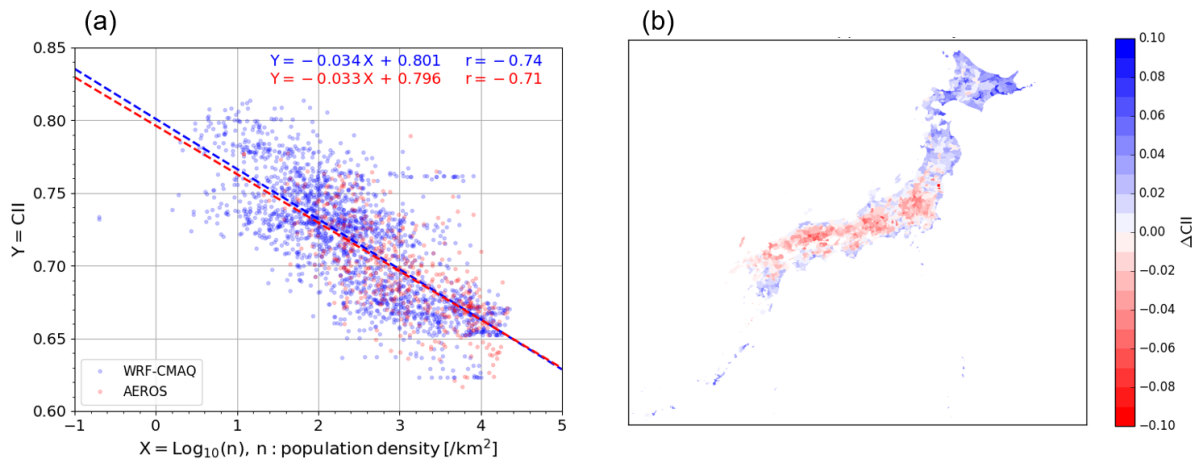 (a)
Y = −0.034 X + 0.801 r = −0.74
Y = −0.033 X + 0.796 r = −0.71
0.85
0.80
0.75
0.70
0.65
0.60
Y = CII
WRF-CMAQ
AEROS
−1 0 1 2 3 4 5
X = Log₁₀(n), n : population density [/km²]
(b)
0.10
0.08
0.06
0.04
0.02
0.00
−0.02
−0.04
−0.06
−0.08
−0.10
△CII